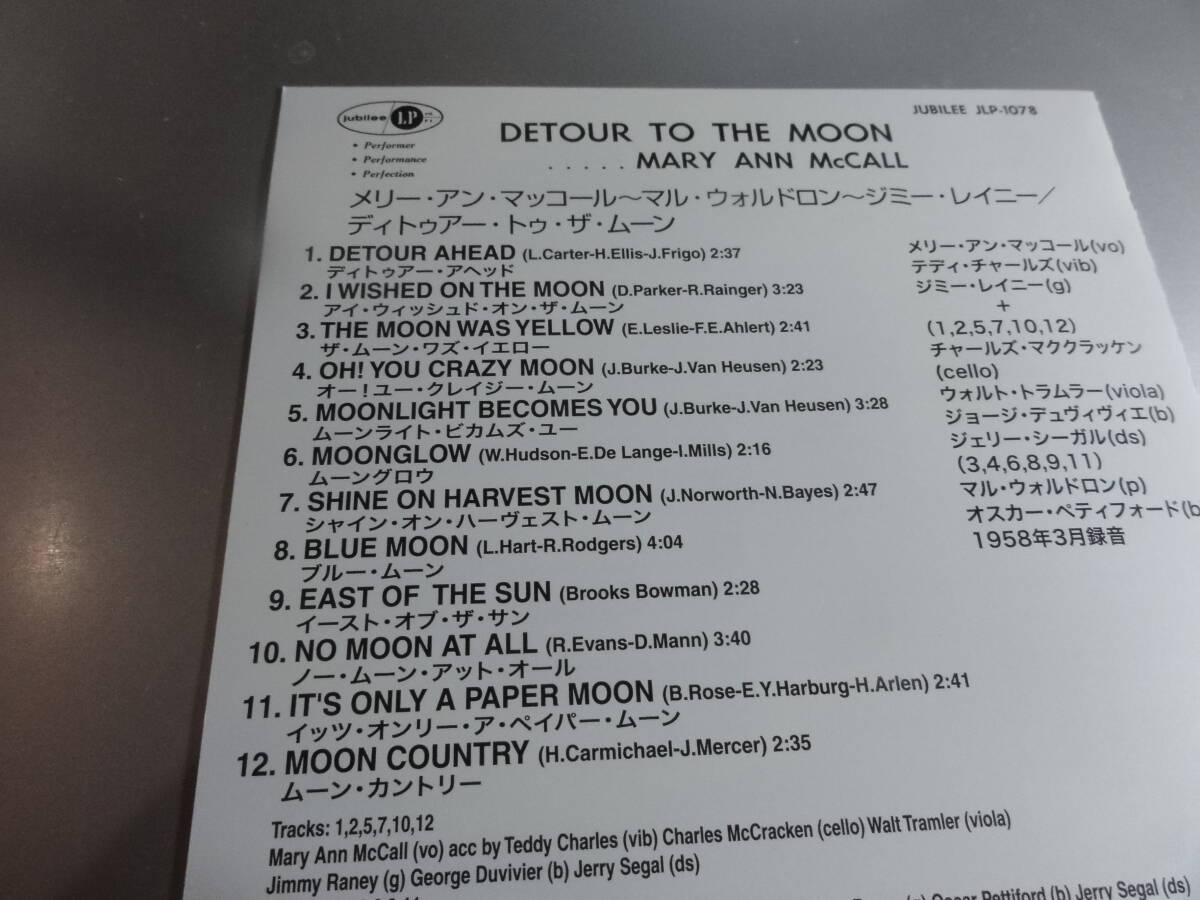 jubilee LP
• Performer
• Performance
• Perfection
JUBILEE JLP-1078
DETOUR TO THE MOON
. . . . . MARY ANN McCALL
メリー・アン・マッコール〜マル・ウォルドロン〜ジミー・レイニー/
ディトゥアー・トゥ・ザ・ムーン
1. DETOUR AHEAD (L.Carter-H.Ellis-J.Frigo) 2:37
ディトゥアー・アヘッド
2. I WISHED ON THE MOON (D.Parker-R.Rainger) 3:23
アイ・ウィッシュド・オン・ザ・ムーン
3. THE MOON WAS YELLOW (E.Leslie-F.E.Ahlert) 2:41
ザ・ムーン・ワズ・イエロー
4. OH! YOU CRAZY MOON (J.Burke-J.Van Heusen) 2:23
オー!ユー・クレイジー・ムーン
5. MOONLIGHT BECOMES YOU (J.Burke-J.Van Heusen) 3:28
ムーンライト・ビカムズ・ユー
6. MOONGLOW (W.Hudson-E.De Lange-I.Mills) 2:16
ムーングロウ
7. SHINE ON HARVEST MOON (J.Norworth-N.Bayes) 2:47
シャイン・オン・ハーヴェスト・ムーン
8. BLUE MOON (L.Hart-R.Rodgers) 4:04
ブルー・ムーン
9. EAST OF THE SUN (Brooks Bowman) 2:28
イースト・オブ・ザ・サン
10. NO MOON AT ALL (R.Evans-D.Mann) 3:40
ノー・ムーン・アット・オール
11. IT'S ONLY A PAPER MOON (B.Rose-E.Y.Harburg-H.Arlen) 2:41
イッツ・オンリー・ア・ペイパー・ムーン
12. MOON COUNTRY (H.Carmichael-J.Mercer) 2:35
ムーン・カントリー
メリー・アン・マッコール(vo)
テディ・チャールズ(vib)
ジミー・レイニー(g)
+
(1,2,5,7,10,12)
チャールズ・マククラッケン
(cello)
ウォルト・トラムラー(viola)
ジョージ・デュヴィヴィエ(b)
ジェリー・シーガル(ds)
(3,4,6,8,9,11)
マル・ウォルドロン(p)
オスカー・ペティフォード(b
1958年3月録音
Tracks: 1,2,5,7,10,12
Mary Ann McCall (vo) acc by Teddy Charles (vib) Charles McCracken (cello) Walt Tramler (viola)
Jimmy Raney (g) George Duvivier (b) Jerry Segal (ds)
Oscar Pettiford (b) Jerry Segal (ds)